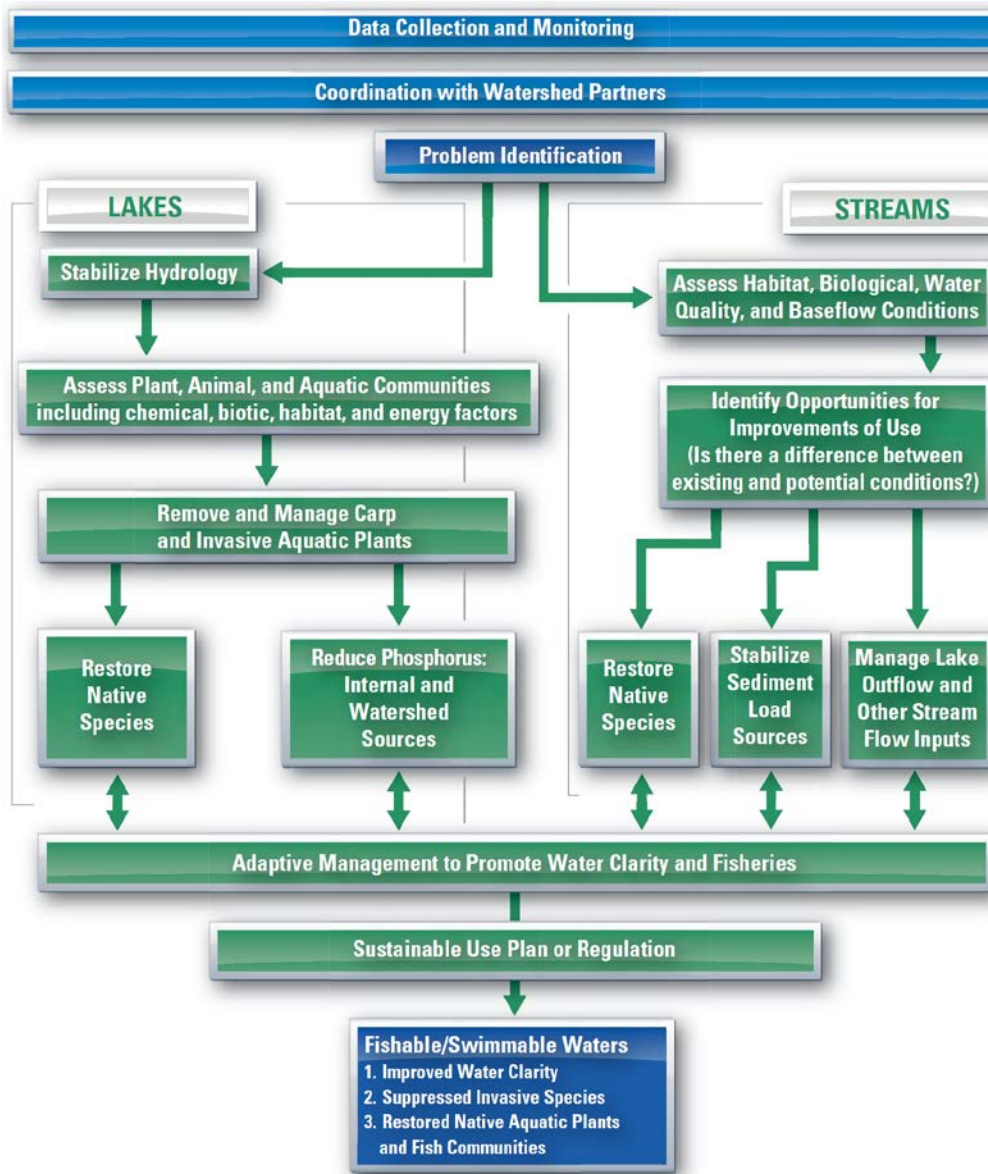 Data Collection and Monitoring
Coordination with Watershed Partners
Problem Identification
LAKES
Stabilize Hydrology
Assess Plant, Animal, and Aquatic Communities
including chemical, biotic, habitat, and energy factors
Remove and Manage Carp
and Invasive Aquatic Plants
Restore
Native
Species
Reduce Phosphorus:
Internal and
Watershed
Sources
STREAMS
Assess Habitat, Biological, Water
Quality, and Baseflow Conditions
Identify Opportunities for
Improvements of Use
(Is there a difference between
existing and potential conditions?)
Restore
Native
Species
Stabilize
Sediment
Load
Sources
Manage Lake
Outflow and
Other Stream
Flow Inputs
Adaptive Management to Promote Water Clarity and Fisheries
Sustainable Use Plan or Regulation
Fishable/Swimmable Waters
1. Improved Water Clarity
2. Suppressed Invasive Species
3. Restored Native Aquatic Plants
and Fish Communities